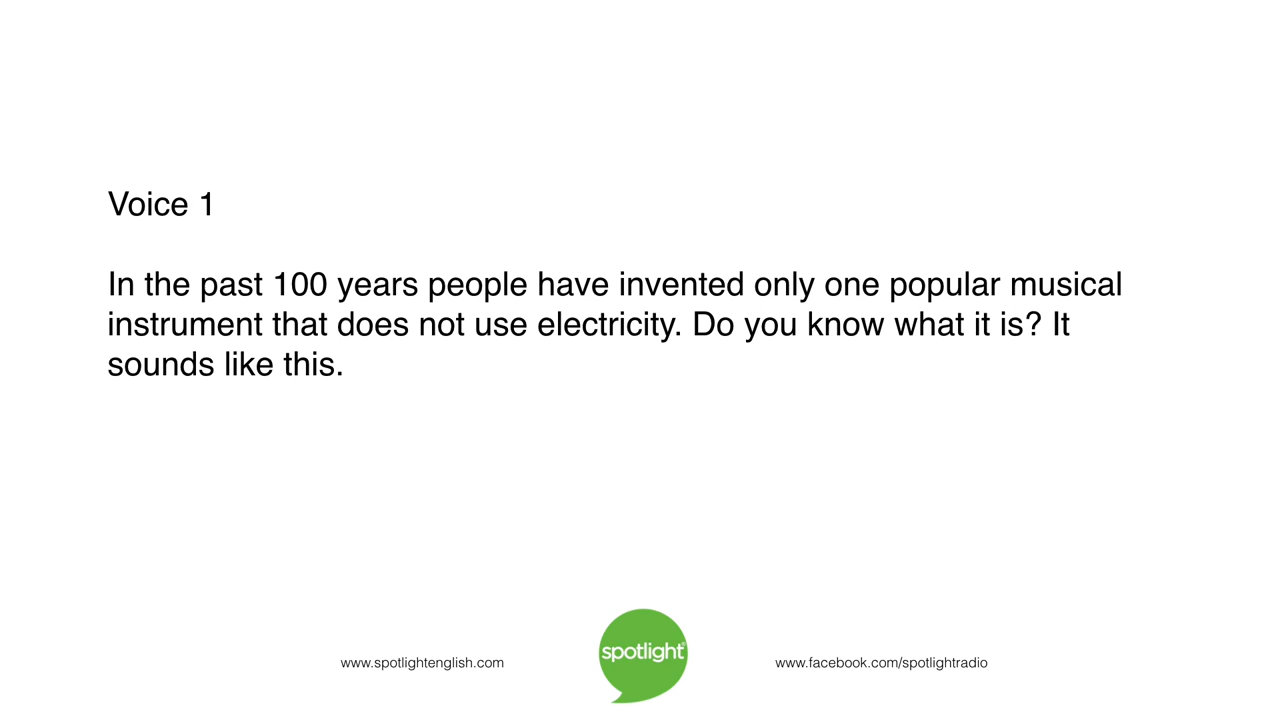 Voice 1
In the past 100 years people have invented only one popular musical
instrument that does not use electricity. Do you know what it is? It
sounds like this.
spotlight®
www.spotlightenglish.com
www.facebook.com/spotlightradio